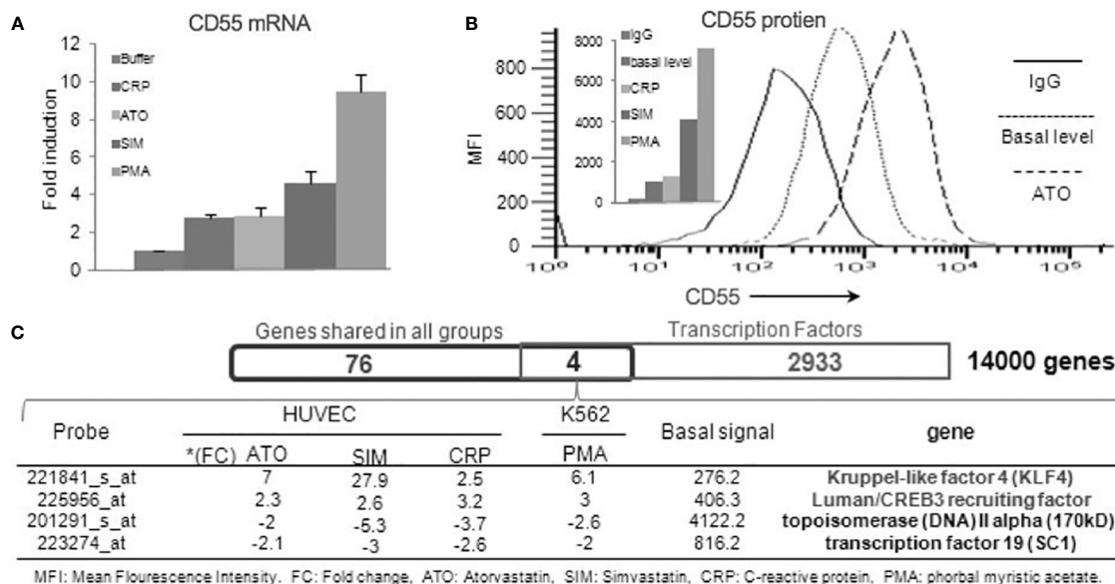 A
CD55 mRNA
Fold induction
12
10
8
6
4
2
0
Buffer
CRP
ATO
SIM
PMA
B
CD55 protien
MFI
800
600
400
200
0
8000
6000
4000
2000
0
IgG
basal level
CRP
SIM
PMA
IgG
Basal level
ATO
10⁰ 10¹ 10² 10³ 10⁴ 10⁵
CD55
C
Genes shared in all groups Transcription Factors
76 4 2933 14000 genes
HUVEC K562
Probe Basal signal gene
*(FC) ATO SIM CRP PMA
221841_s_at 7 27.9 2.5 6.1 276.2 Kruppel-like factor 4 (KLF4)
225956_at 2.3 2.6 3.2 3 406.3 Luman/CREB3 recruiting factor
201291_s_at -2 -5.3 -3.7 -2.6 4122.2 topoisomerase (DNA) II alpha (170kD)
223274_at -2.1 -3 -2.6 -2 816.2 transcription factor 19 (SC1)
MFI: Mean Flourescence Intensity, FC: Fold change, ATO: Atorvastatin, SIM: Simvastatin, CRP: C-reactive protein, PMA: phorbal myristic acetate